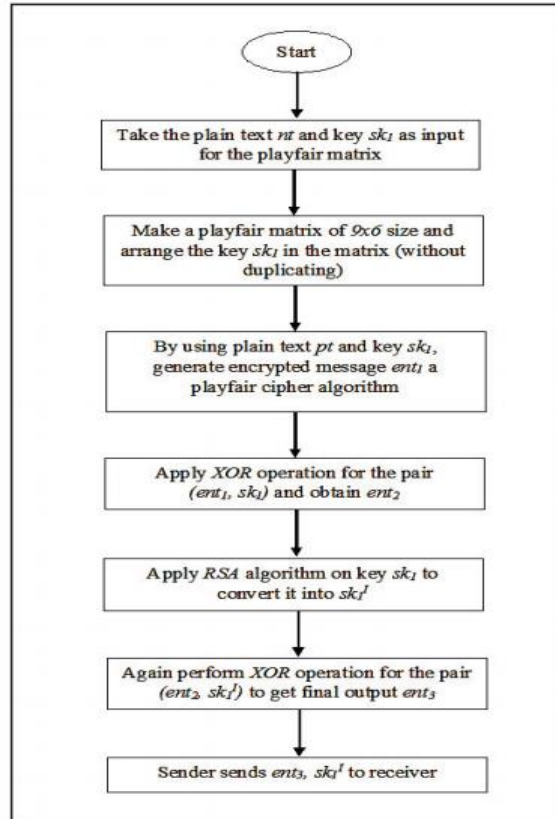 Start
Take the plain text nt and key sk₁ as input
for the playfair matrix
Make a playfair matrix of 9x6 size and
arrange the key sk₁ in the matrix (without
duplicating)
By using plain text pt and key sk₁,
generate encrypted message ent₁ a
playfair cipher algorithm
Apply XOR operation for the pair
(ent₁, sk₁) and obtain ent₂
Apply RSA algorithm on key sk₁ to
convert it into sk₁ᴵ
Again perform XOR operation for the pair
(ent₂, sk₁ᴵ) to get final output ent₃
Sender sends ent₃, sk₁ᴵ to receiver